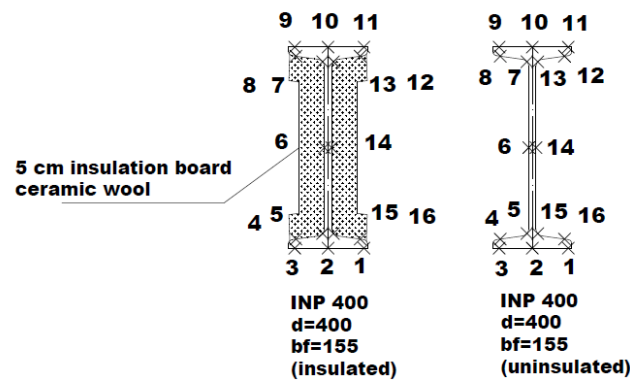 9 10 11 9 10 11
8 7 13 12 8 7 13 12
6 14 6 14
5 cm insulation board
ceramic wool
4 5 15 16 4 5 15 16
3 2 1 3 2 1
INP 400
d=400
bf=155
(insulated)
INP 400
d=400
bf=155
(uninsulated)